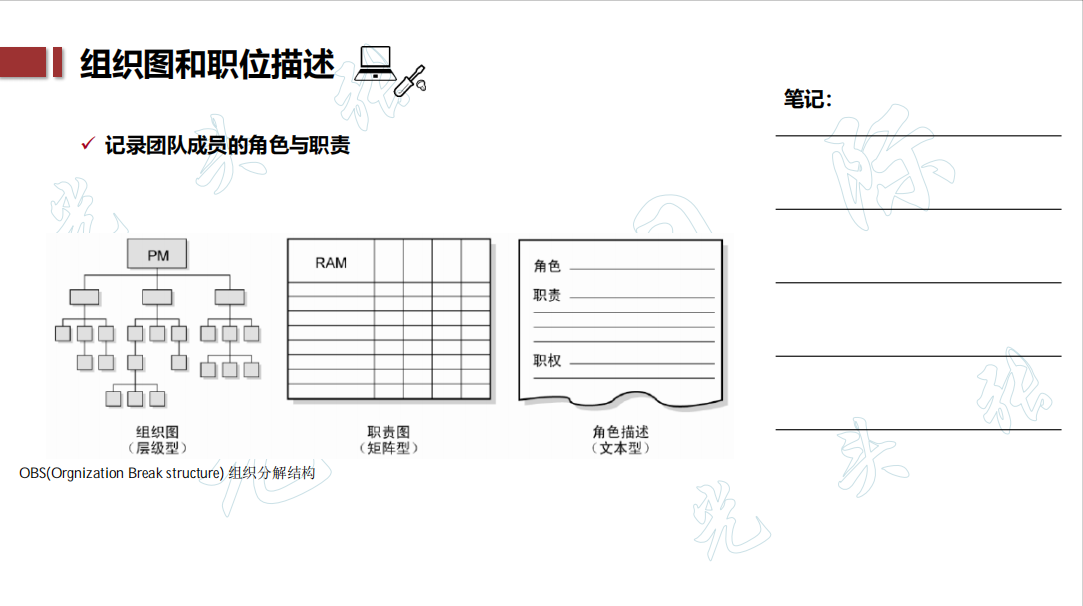 组织图和职位描述
笔记：
记录团队成员的角色与职责
PM
RAM
角色
职责
职权
组织图
（层级型）
职责图
（矩阵型）
角色描述
（文本型）
OBS(Orgnization Break structure) 组织分解结构